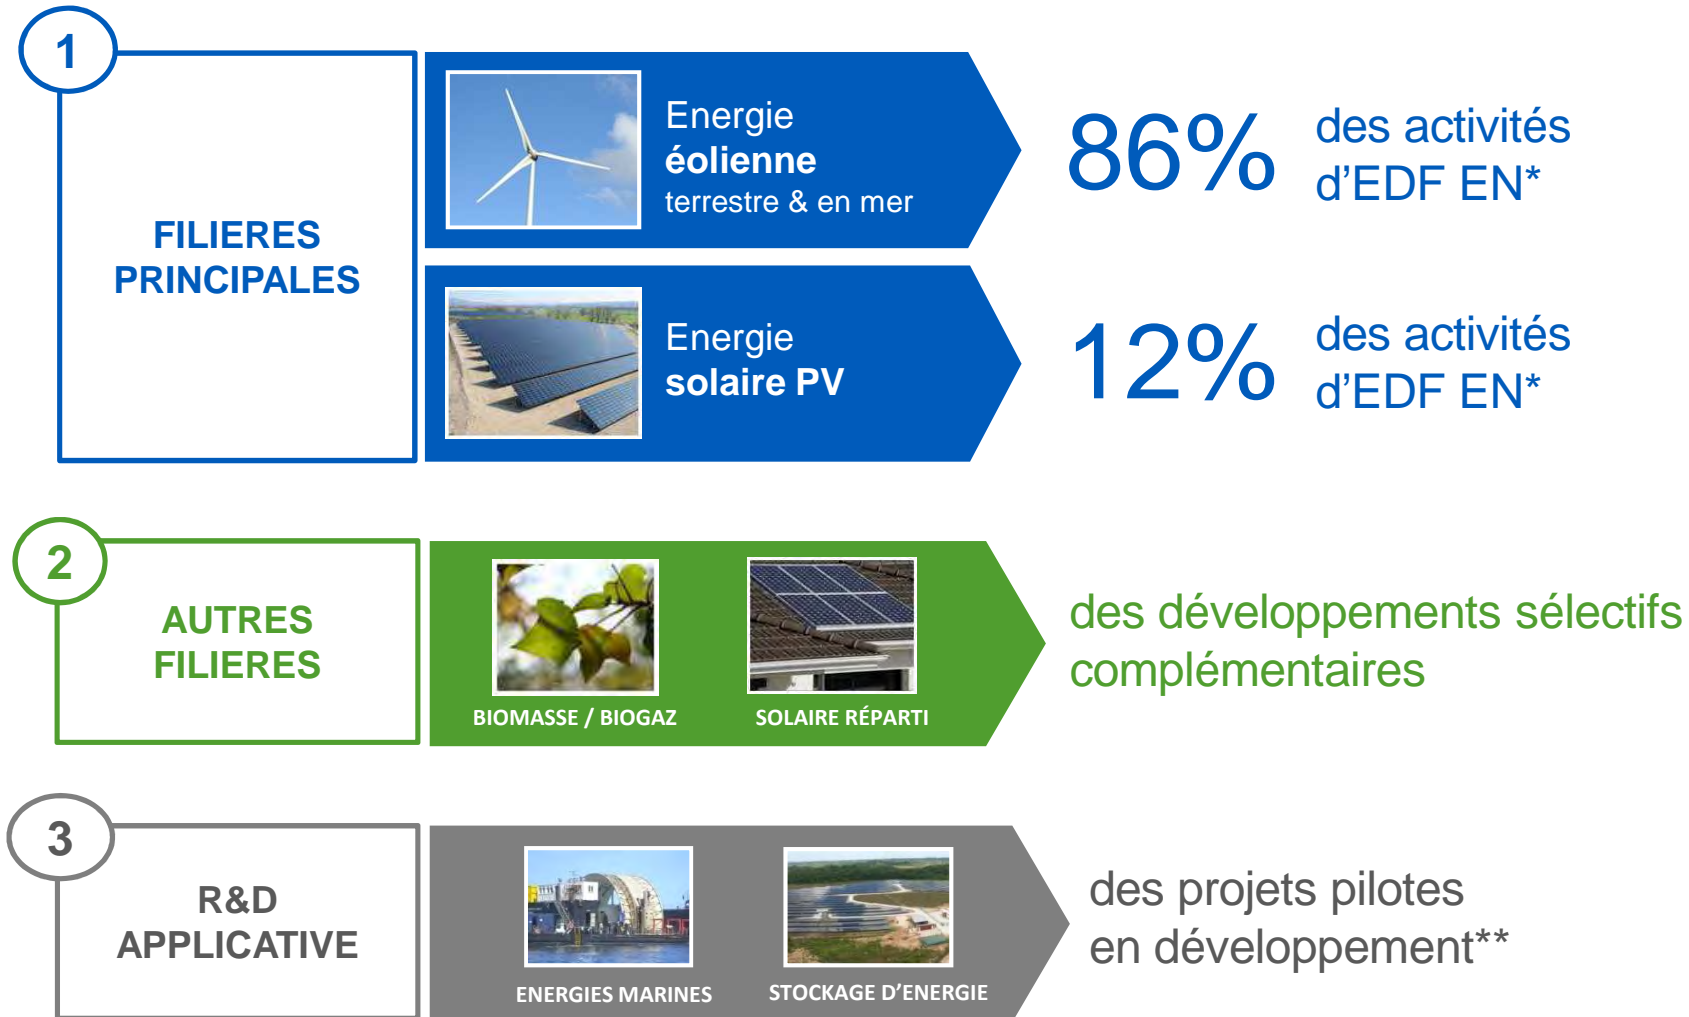 1
FILIERES
PRINCIPALES
Energie
éolienne
terrestre & en mer
86%
des activités
d'EDF EN*
Energie
solaire PV
12%
des activités
d'EDF EN*
2
AUTRES
FILIERES
BIOMASSE / BIOGAZ
SOLAIRE RÉPARTI
des développements sélectifs
complémentaires
3
R&D
APPLICATIVE
ENERGIES MARINES
STOCKAGE D'ENERGIE
des projets pilotes
en développement**